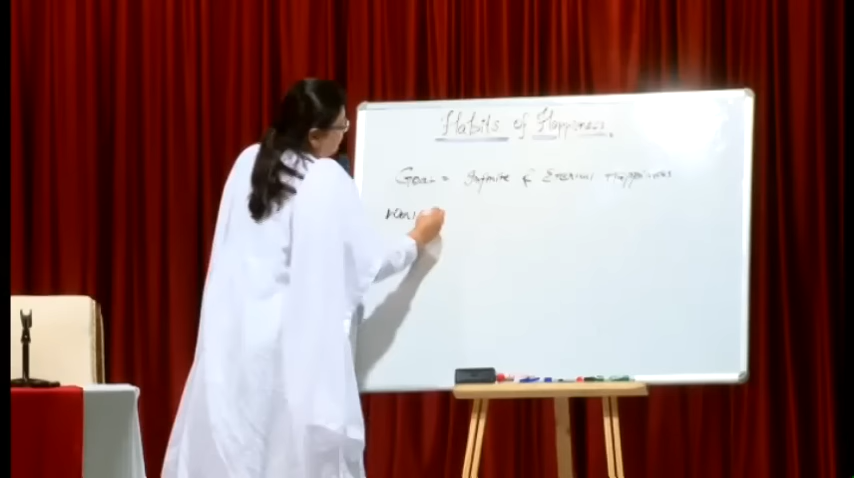 Habits of Happiness
Goal = Infinite & Eternal Happiness